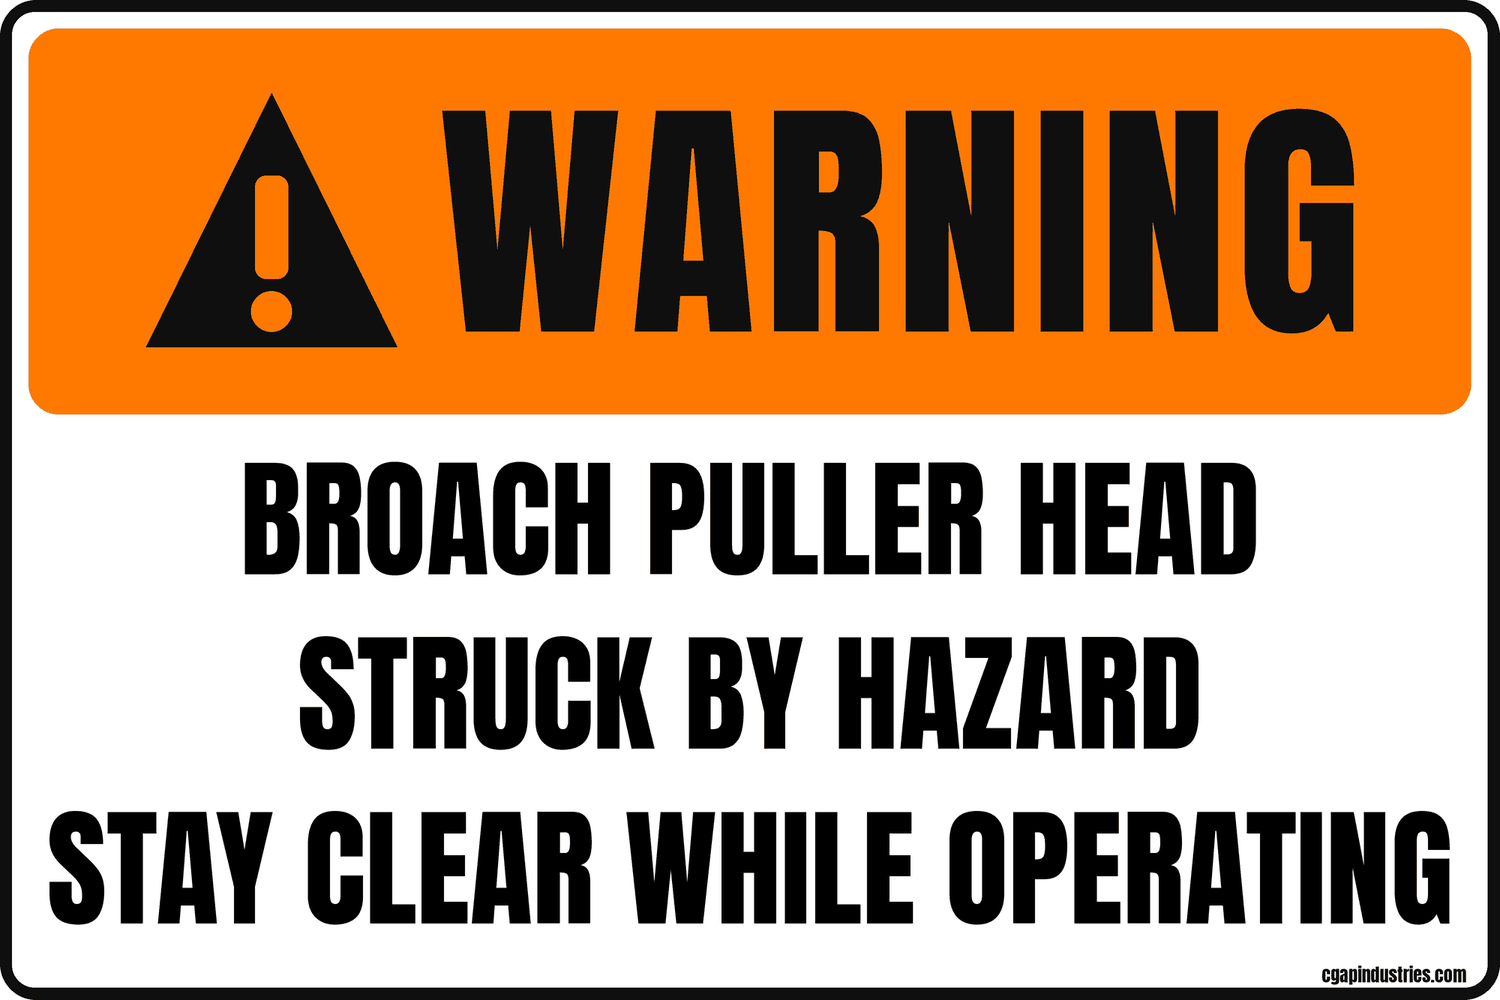 WARNING
BROACH PULLER HEAD
STRUCK BY HAZARD
STAY CLEAR WHILE OPERATING
cgapindustries.com